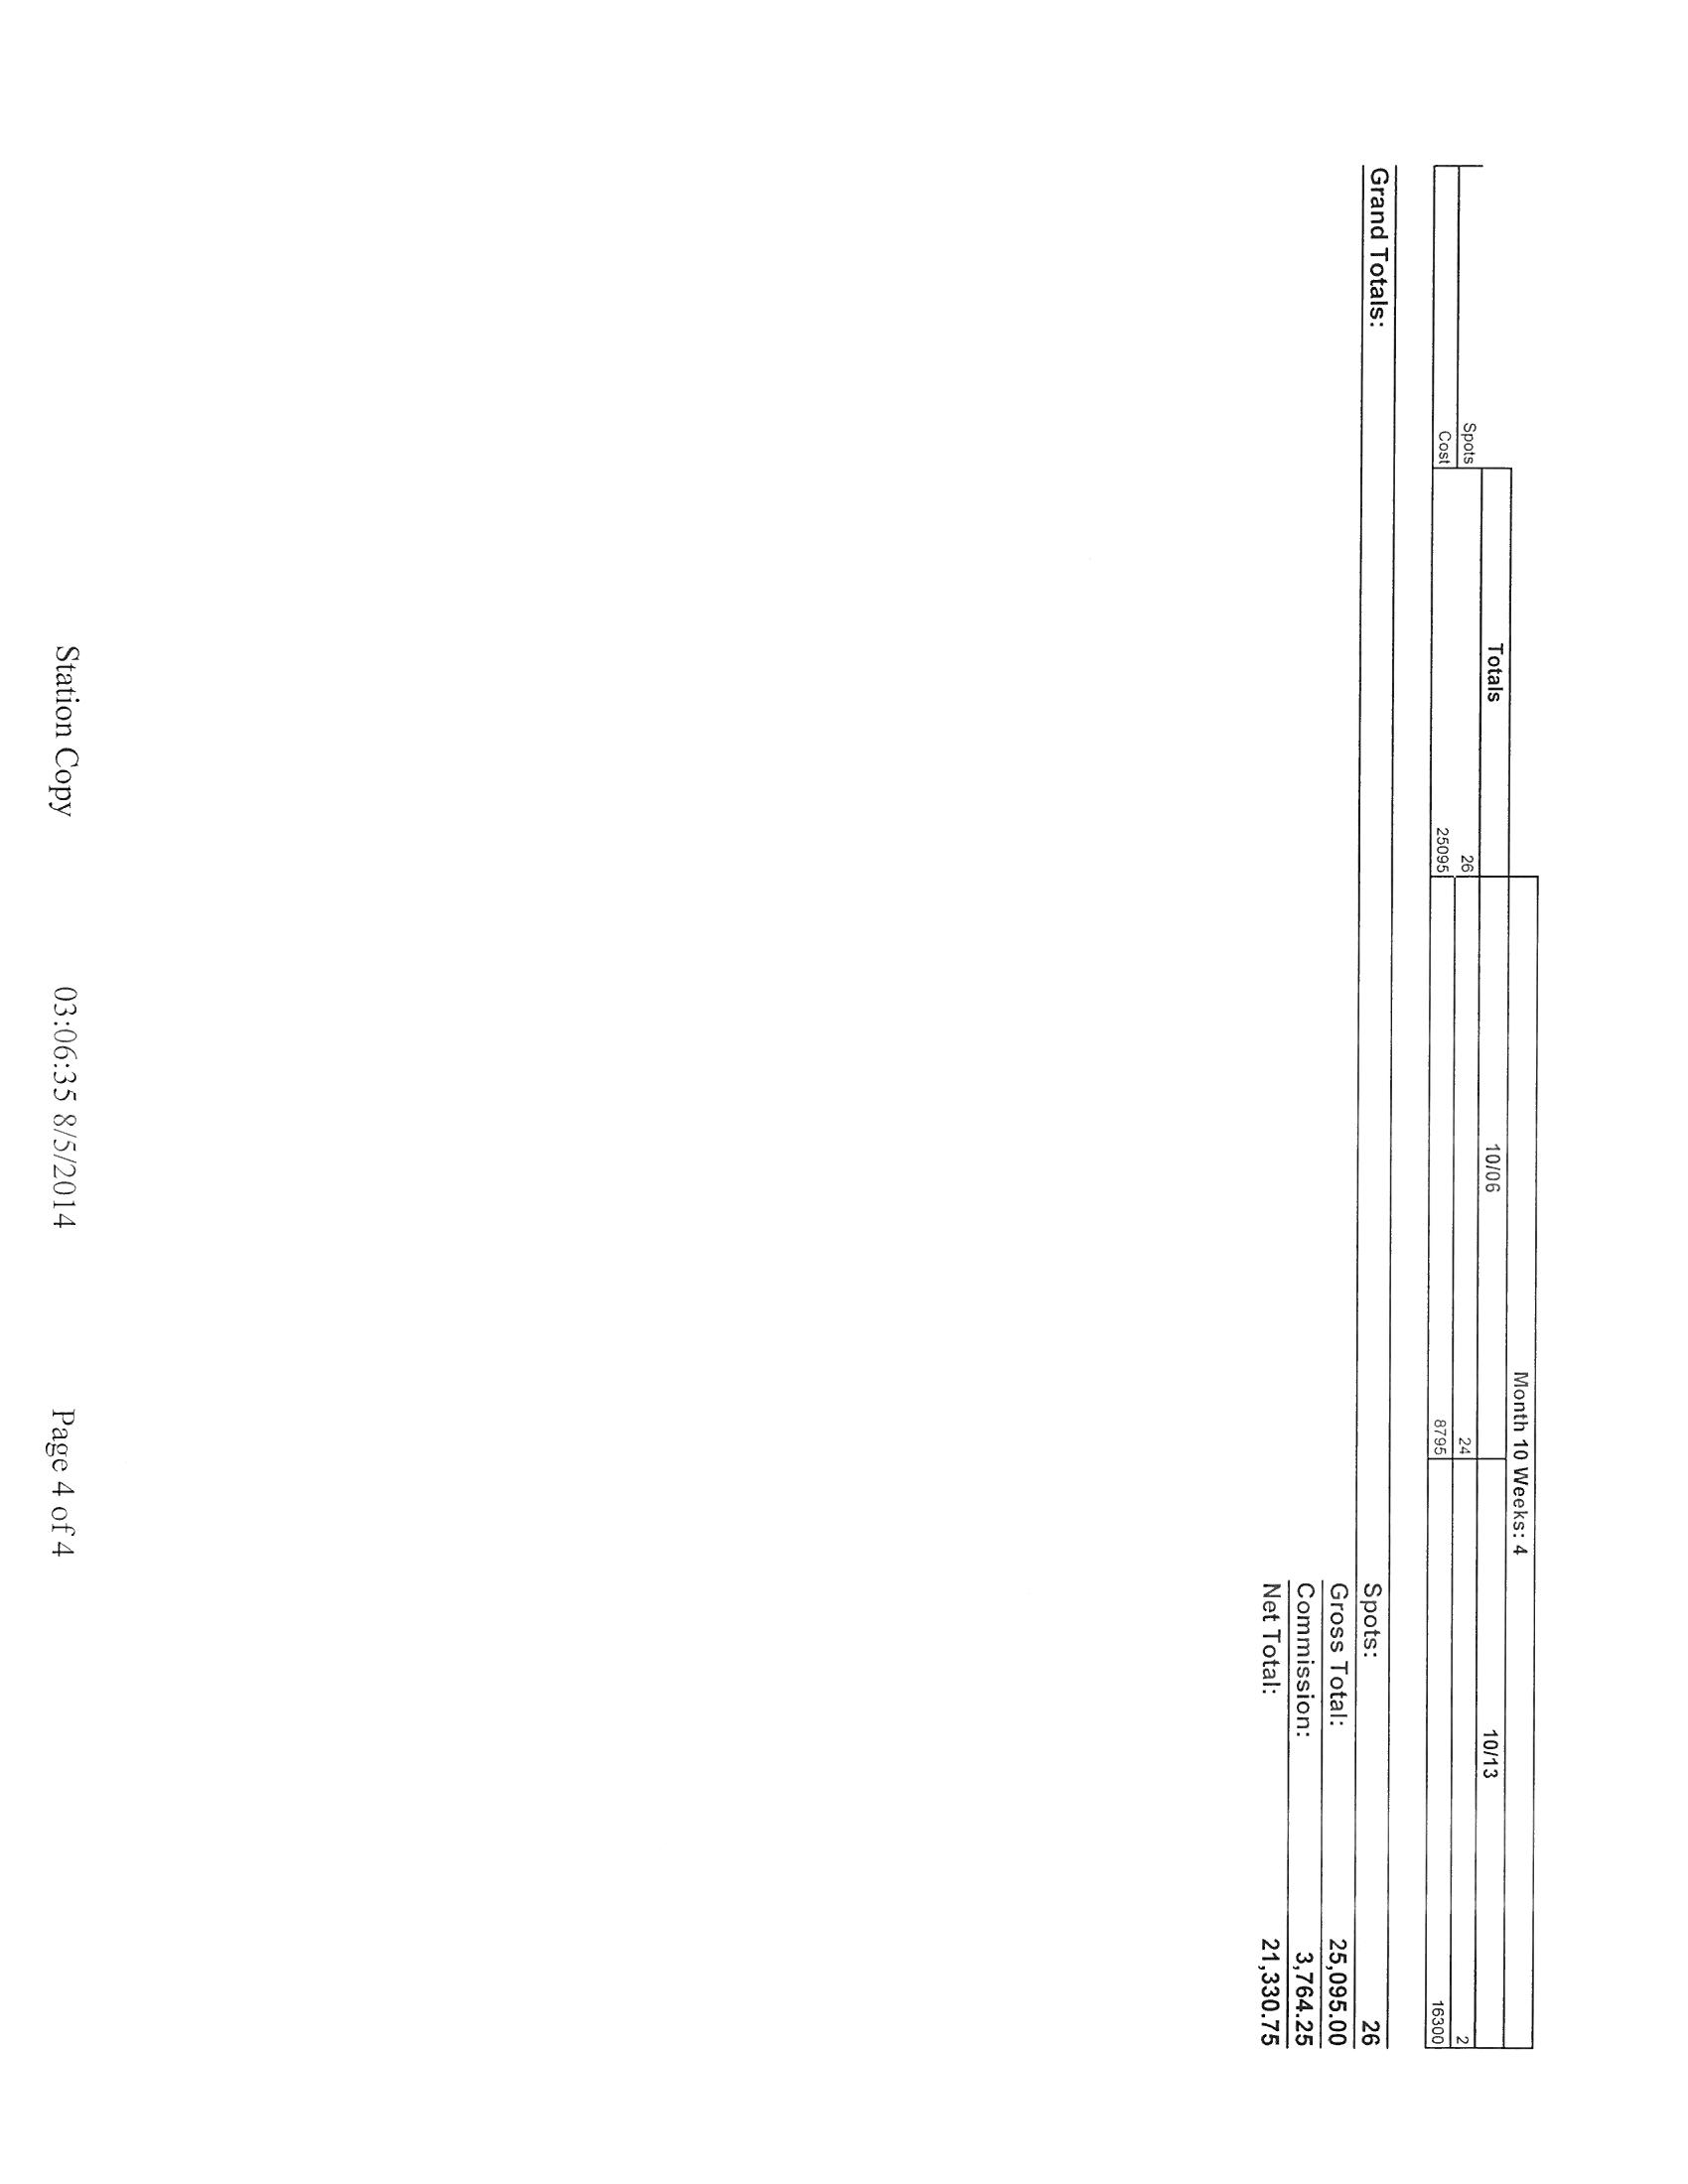 Month 10 Weeks: 4
Totals 10/06 10/13
Spots 26 24 2
Cost 25095 8795 16300
Grand Totals: Spots: 26
Gross Total: 25,095.00
Commission: 3,764.25
Net Total: 21,330.75
Station Copy 03:06:35 8/5/2014 Page 4 of 4